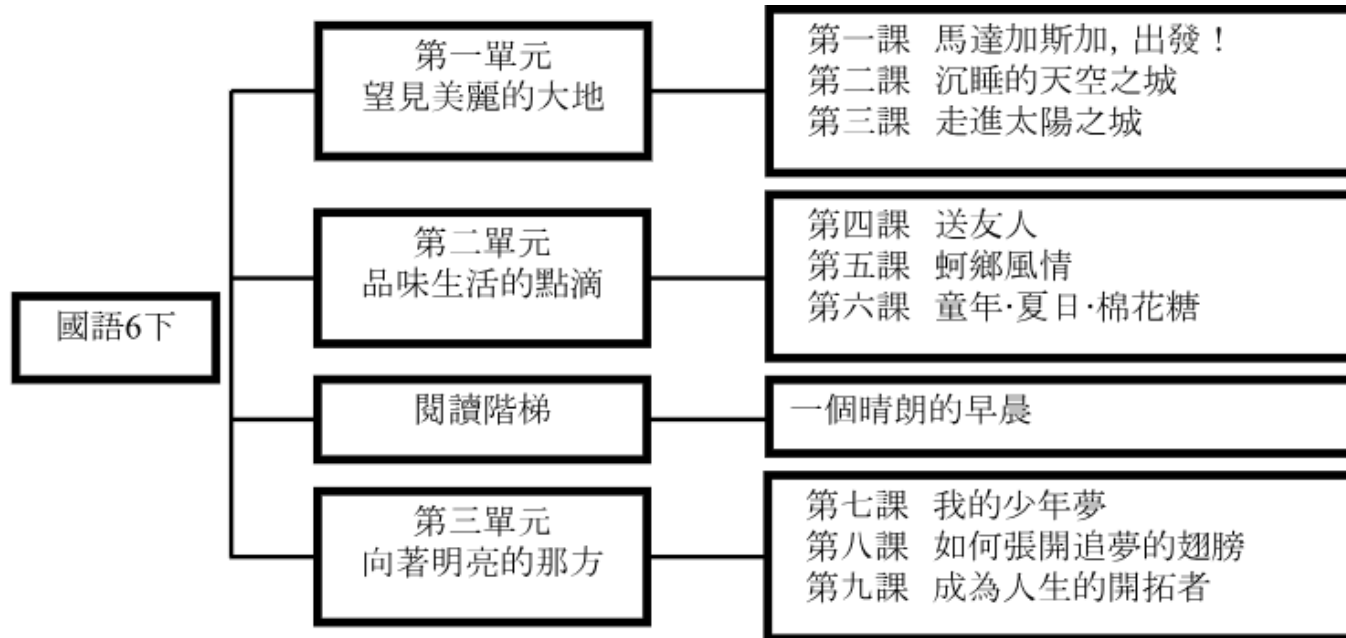 國語6下
第一單元
望見美麗的大地
第一課 馬達加斯加, 出發！
第二課 沉睡的天空之城
第三課 走進太陽之城
第二單元
品味生活的點滴
第四課 送友人
第五課 蚵鄉風情
第六課 童年·夏日·棉花糖
閱讀階梯
一個晴朗的早晨
第三單元
向著明亮的那方
第七課 我的少年夢
第八課 如何張開追夢的翅膀
第九課 成為人生的開拓者